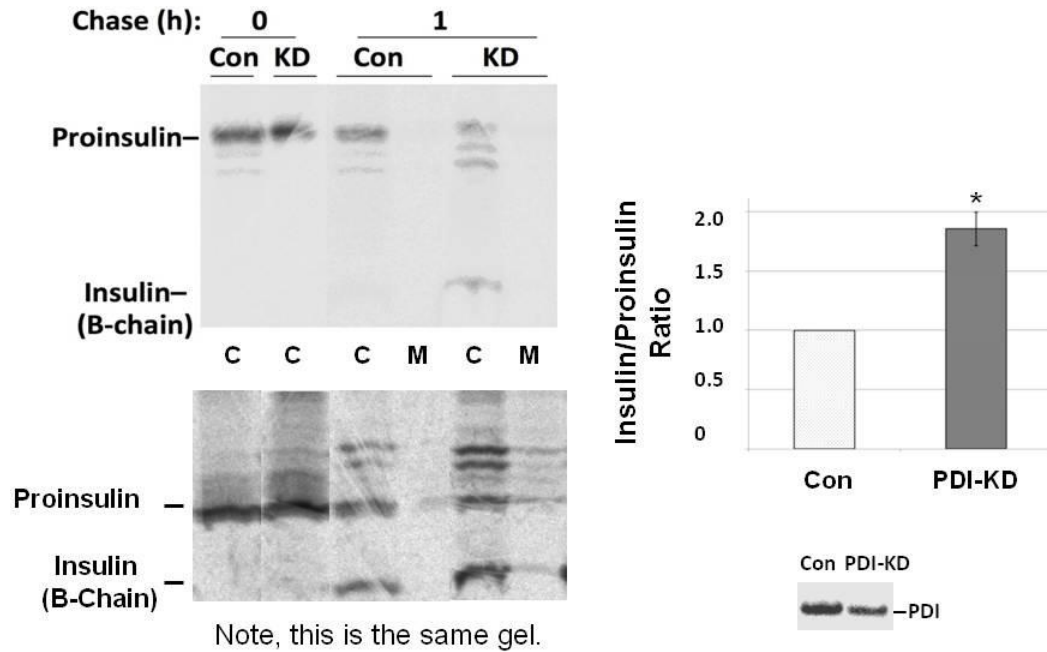 Chase (h): 0 1
Con KD Con KD
Proinsulin–
Insulin–
(B-chain)
C C C M C M
Proinsulin –
Insulin –
(B-Chain)
Note, this is the same gel.
Insulin/Proinsulin
Ratio
2.0
1.5
1.0
0.5
0
*
Con PDI-KD
Con PDI-KD
–PDI